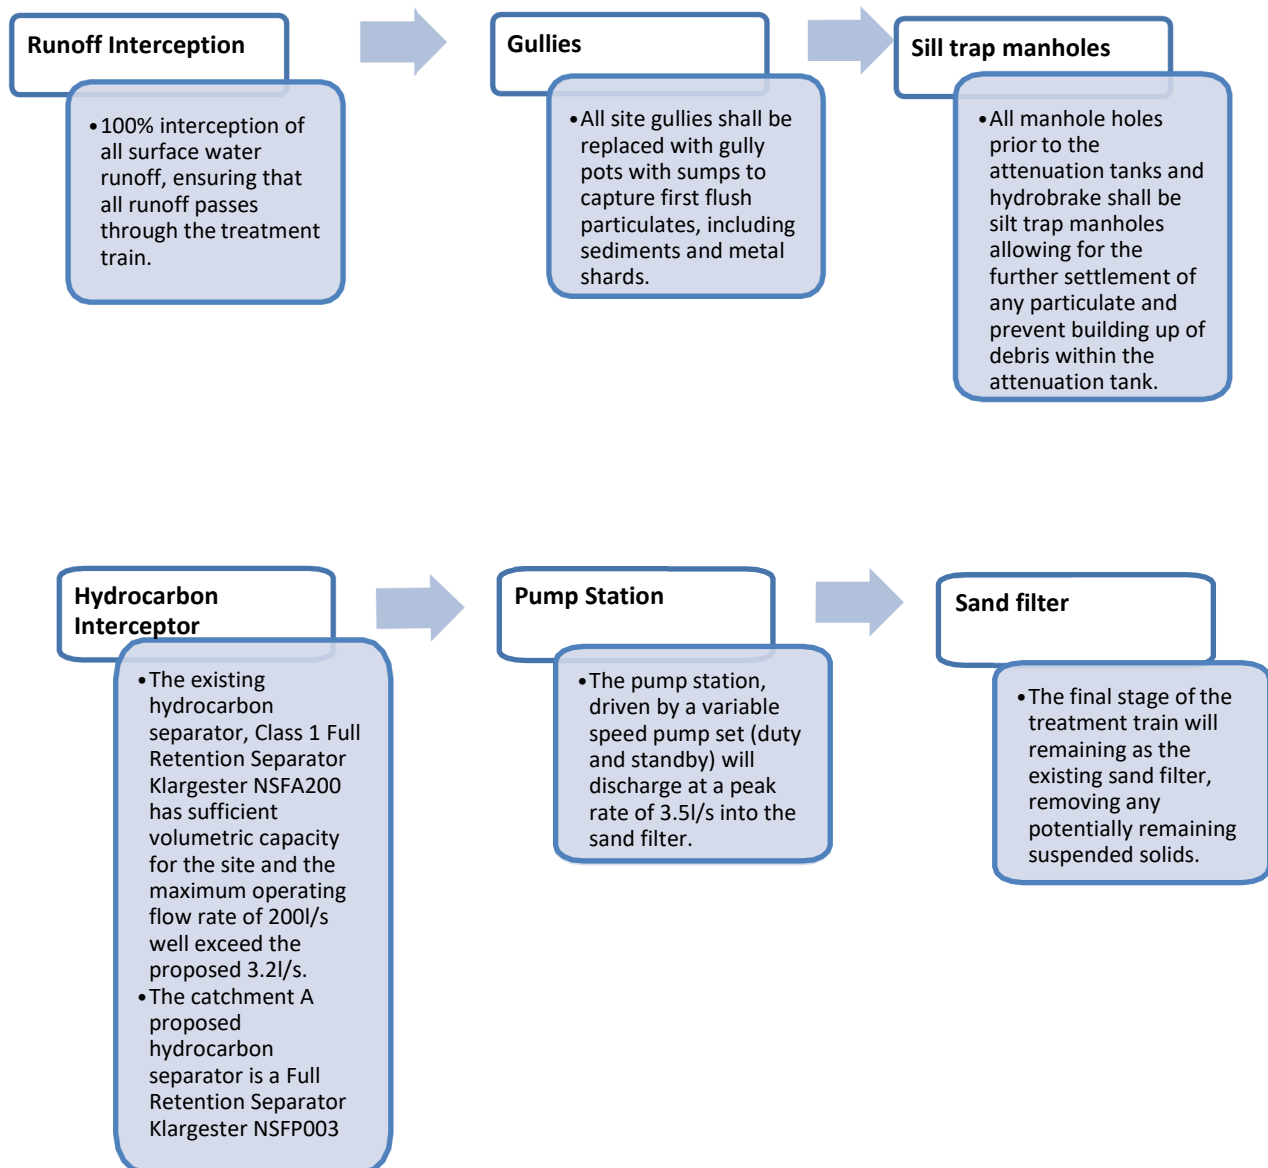 Runoff Interception
•100% interception of
all surface water
runoff, ensuring that
all runoff passes
through the treatment
train.
Gullies
•All site gullies shall be
replaced with gully
pots with sumps to
capture first flush
particulates, including
sediments and metal
shards.
Sill trap manholes
•All manhole holes
prior to the
attenuation tanks and
hydrobrake shall be
silt trap manholes
allowing for the
further settlement of
any particulate and
prevent building up of
debris within the
attenuation tank.
Hydrocarbon
Interceptor
•The existing
hydrocarbon
separator, Class 1 Full
Retention Separator
Klargester NSFA200
has sufficient
volumetric capacity
for the site and the
maximum operating
flow rate of 200l/s
well exceed the
proposed 3.2l/s.
•The catchment A
proposed
hydrocarbon
separator is a Full
Retention Separator
Klargester NSFP003
Pump Station
•The pump station,
driven by a variable
speed pump set (duty
and standby) will
discharge at a peak
rate of 3.5l/s into the
sand filter.
Sand filter
•The final stage of the
treatment train will
remaining as the
existing sand filter,
removing any
potentially remaining
suspended solids.